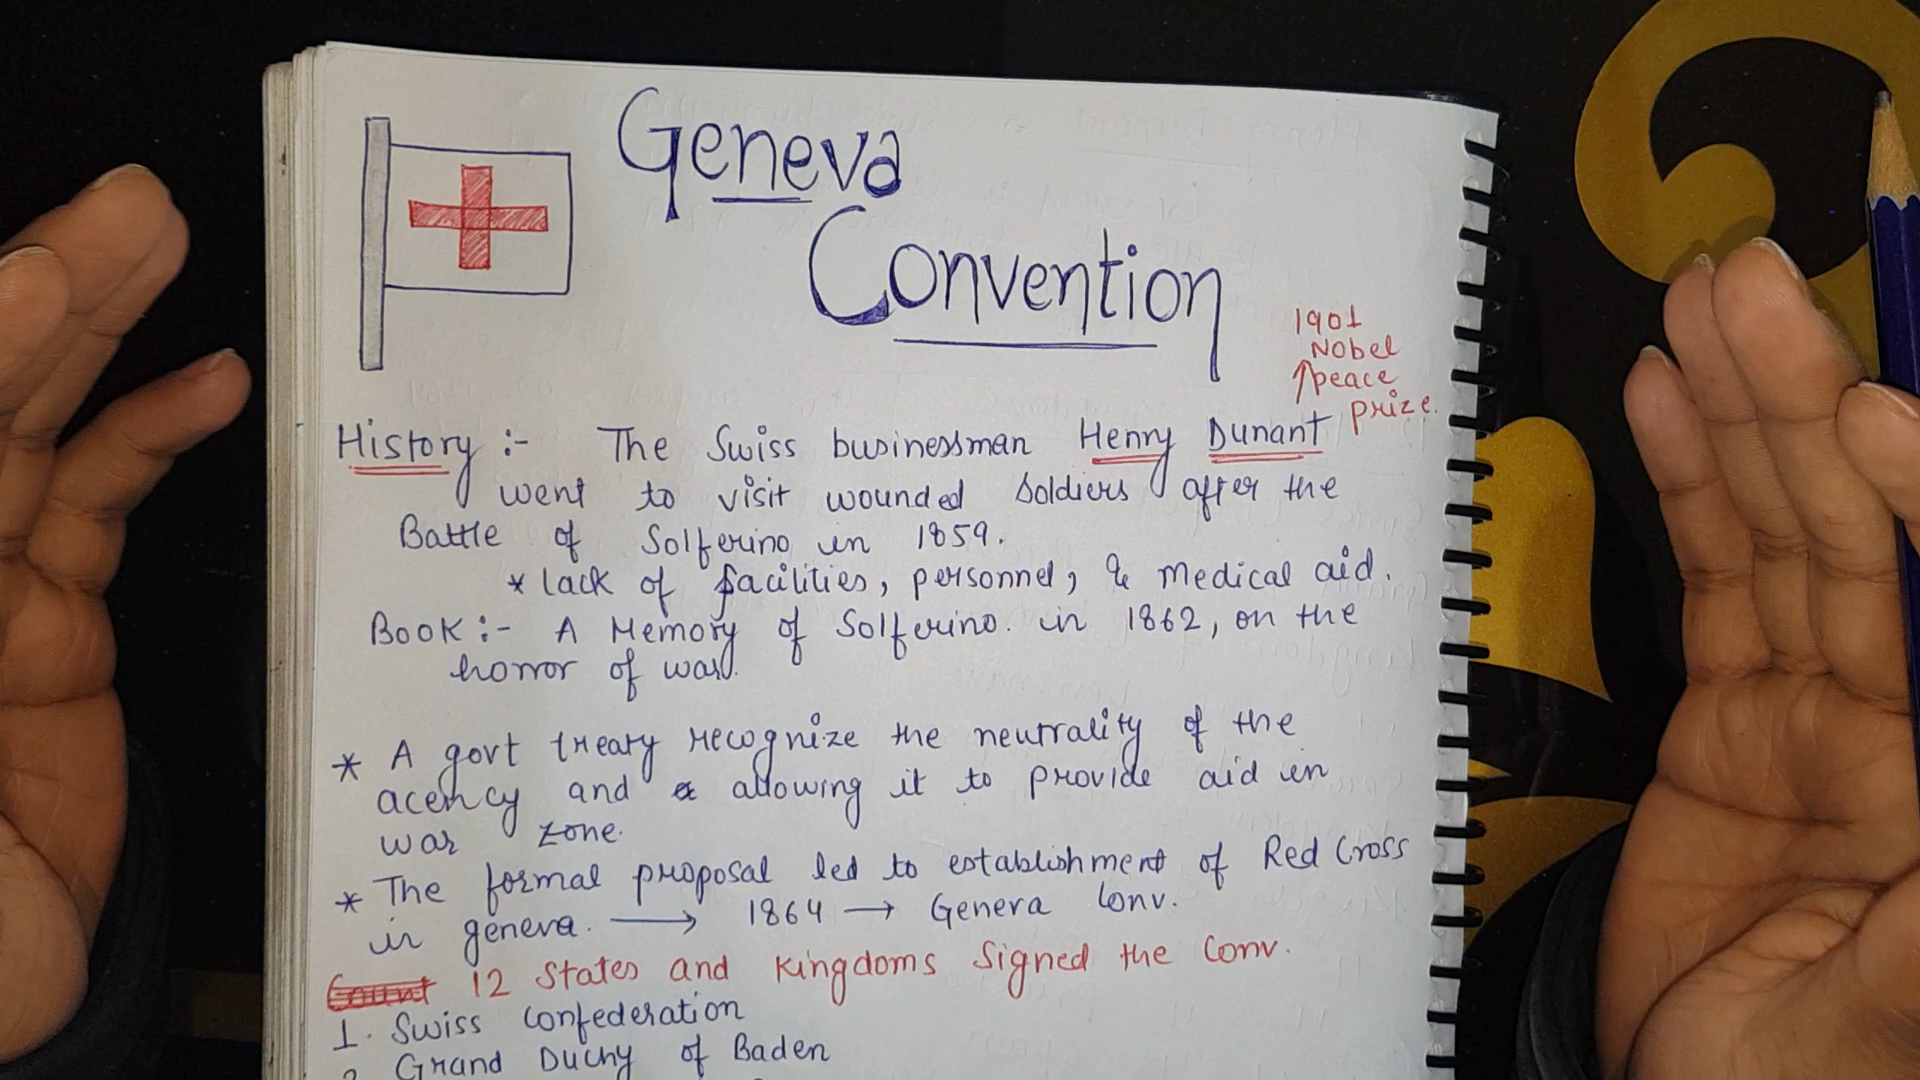 Geneva
Convention
1901
Nobel
↑peace
prize.
History :- The Swiss businessman Henry Dunant
went to visit wounded soldiers after the
Battle of Solferino in 1859.
* lack of facilities, personnel, & medical aid.
Book :- A Memory of Solferino. in 1862, on the
horror of war.
* A govt treaty recognize the neutrality of the
acency and allowing it to provide aid in
war zone.
* The formal proposal led to establishment of Red Cross
in geneva. → 1864 → Geneva Conv.
Count 12 States and Kingdoms Signed the Conv.
1. Swiss Confederation
2. Grand Duchy of Baden